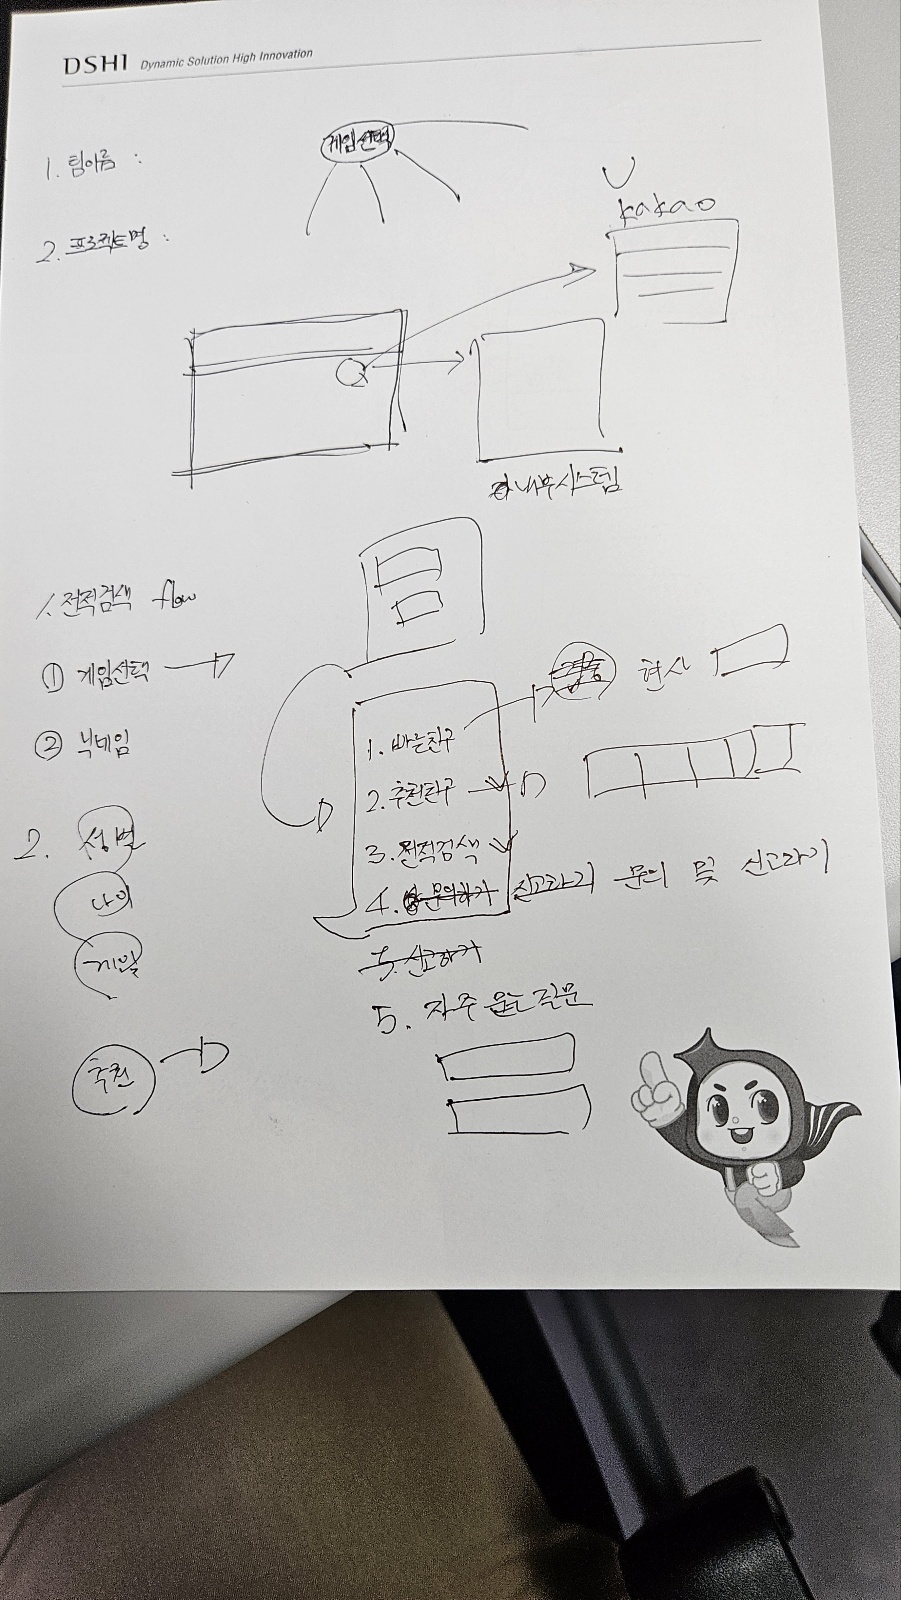 DSHI Dynamic Solution High Innovation
게임선택
1. 팀이름 :
kakao
2. 프로젝트명 :
내부시스템
1. 전적검색 flow
① 게임선택
현상
② 닉네임
1. 빠른친구
2. 추천친구
2. 성별
3. 전적검색
4. 문의하기 신고하기 문의 및 신고하기
나이
게임
5. 신고하기
5. 자주 묻는 질문
추천